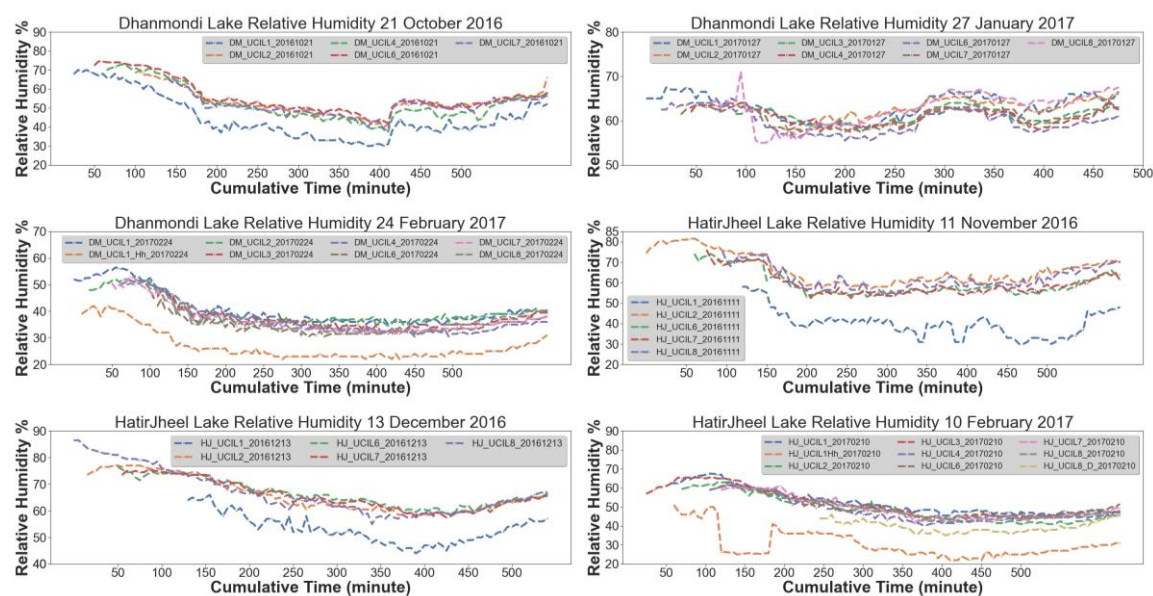 Dhanmondi Lake Relative Humidity 21 October 2016
Relative Humidity %
90
80
70
60
50
40
30
20
DM_UCIL1_20161021 DM_UCIL4_20161021 DM_UCIL7_20161021
DM_UCIL2_20161021 DM_UCIL6_20161021
50 100 150 200 250 300 350 400 450 500
Cumulative Time (minute)
Dhanmondi Lake Relative Humidity 27 January 2017
Relative Humidity %
80
70
60
50
DM_UCIL1_20170127 DM_UCIL3_20170127 DM_UCIL6_20170127 DM_UCIL8_20170127
DM_UCIL2_20170127 DM_UCIL4_20170127 DM_UCIL7_20170127
50 100 150 200 250 300 350 400 450 500
Cumulative Time (minute)
Dhanmondi Lake Relative Humidity 24 February 2017
Relative Humidity %
70
60
50
40
30
20
DM_UCIL1_20170224 DM_UCIL2_20170224 DM_UCIL4_20170224 DM_UCIL7_20170224
DM_UCIL1_Hh_20170224 DM_UCIL3_20170224 DM_UCIL6_20170224 DM_UCIL8_20170224
50 100 150 200 250 300 350 400 450 500
Cumulative Time (minute)
HatirJheel Lake Relative Humidity 11 November 2016
Relative Humidity %
85
80
70
60
50
40
30
20
HJ_UCIL1_20161111
HJ_UCIL2_20161111
HJ_UCIL6_20161111
HJ_UCIL7_20161111
HJ_UCIL8_20161111
50 100 150 200 250 300 350 400 450 500
Cumulative Time (minute)
HatirJheel Lake Relative Humidity 13 December 2016
Relative Humidity %
90
80
70
60
50
40
HJ_UCIL1_20161213 HJ_UCIL6_20161213 HJ_UCIL8_20161213
HJ_UCIL2_20161213 HJ_UCIL7_20161213
50 100 150 200 250 300 350 400 450 500
Cumulative Time (minute)
HatirJheel Lake Relative Humidity 10 February 2017
Relative Humidity %
90
80
70
60
50
40
30
20
HJ_UCIL1_20170210 HJ_UCIL3_20170210 HJ_UCIL7_20170210
HJ_UCIL1Hh_20170210 HJ_UCIL4_20170210 HJ_UCIL8_20170210
HJ_UCIL2_20170210 HJ_UCIL6_20170210 HJ_UCIL8_D_20170210
50 100 150 200 250 300 350 400 450 500
Cumulative Time (minute)